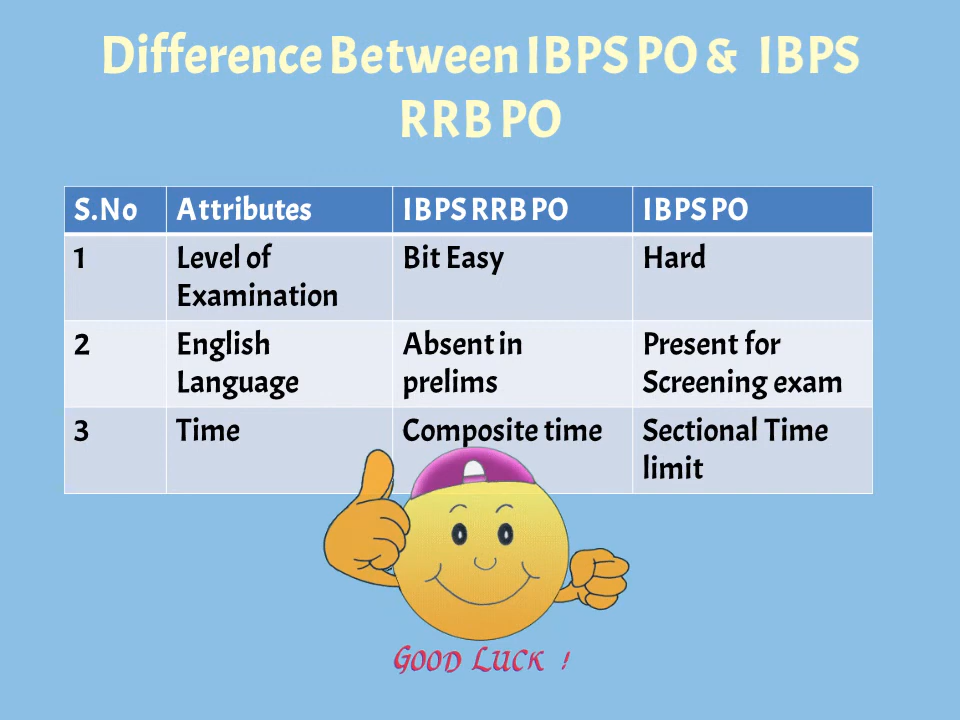 Difference Between IBPS PO & IBPS
RRB PO
S.No Attributes IBPS RRB PO IBPS PO
1 Level of Examination Bit Easy Hard
2 English Language Absent in prelims Present for Screening exam
3 Time Composite time Sectional Time limit
GOOD LUCK !